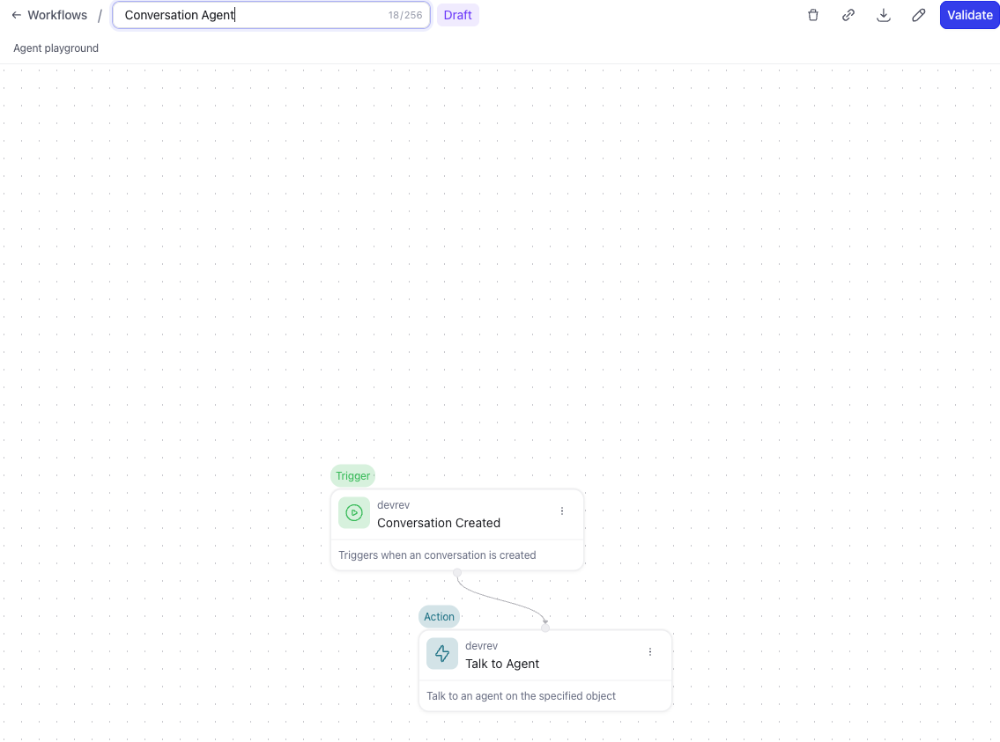 Workflows / Conversation Agent 18/256 Draft Validate
Agent playground
Trigger
devrev
Conversation Created
Triggers when an conversation is created
Action
devrev
Talk to Agent
Talk to an agent on the specified object